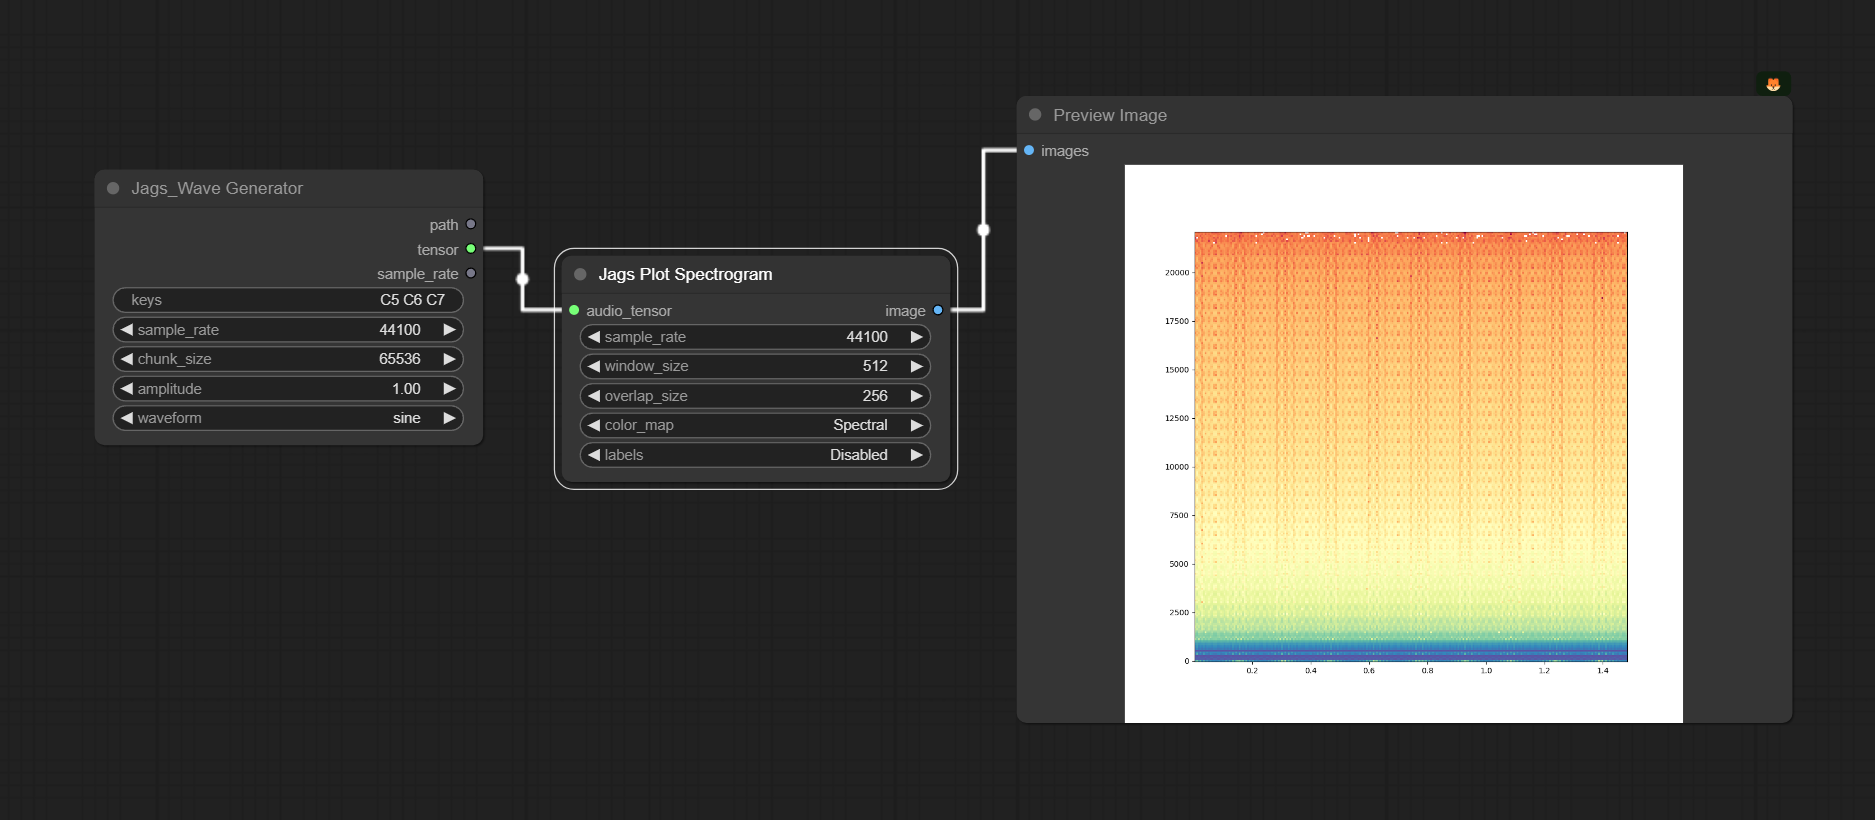 Jags_Wave Generator
path
tensor
sample_rate
keys C5 C6 C7
sample_rate 44100
chunk_size 65536
amplitude 1.00
waveform sine
Jags Plot Spectrogram
audio_tensor image
sample_rate 44100
window_size 512
overlap_size 256
color_map Spectral
labels Disabled
Preview Image
images
20000
17500
15000
12500
10000
7500
5000
2500
0
0.2 0.4 0.6 0.8 1.0 1.2 1.4